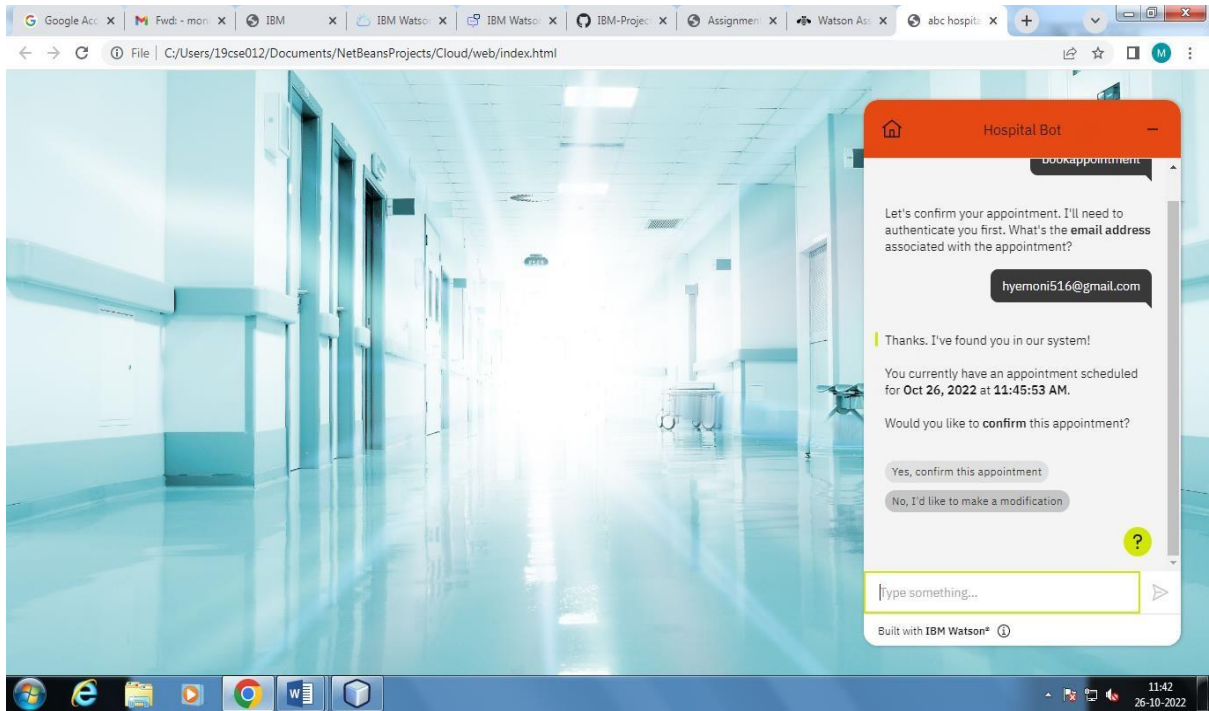 Google Acc
Fwd: - mon
IBM
IBM Watso
IBM Watso
IBM-Projec
Assignmen
Watson Ass
abc hospita
File C:/Users/19cse012/Documents/NetBeansProjects/Cloud/web/index.html
M
Hospital Bot
bookappointment
Let's confirm your appointment. I'll need to
authenticate you first. What's the email address
associated with the appointment?
hyemoni516@gmail.com
Thanks. I've found you in our system!
You currently have an appointment scheduled
for Oct 26, 2022 at 11:45:53 AM.
Would you like to confirm this appointment?
Yes, confirm this appointment
No, I'd like to make a modification
?
Type something...
Built with IBM Watson®
11:42
26-10-2022